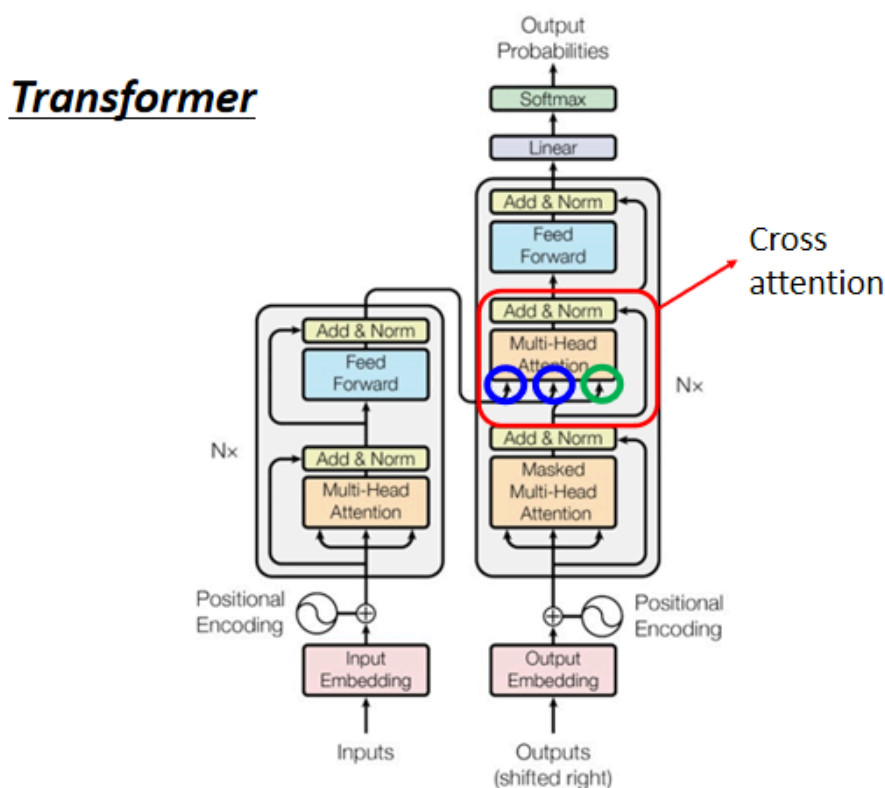 Transformer
Output
Probabilities
Softmax
Linear
Add & Norm
Feed
Forward
Add & Norm
Multi-Head
Attention
Cross
attention
N×
Add & Norm
Masked
Multi-Head
Attention
Add & Norm
Feed
Forward
N×
Add & Norm
Multi-Head
Attention
Positional
Encoding
Positional
Encoding
Input
Embedding
Output
Embedding
Inputs
Outputs
(shifted right)